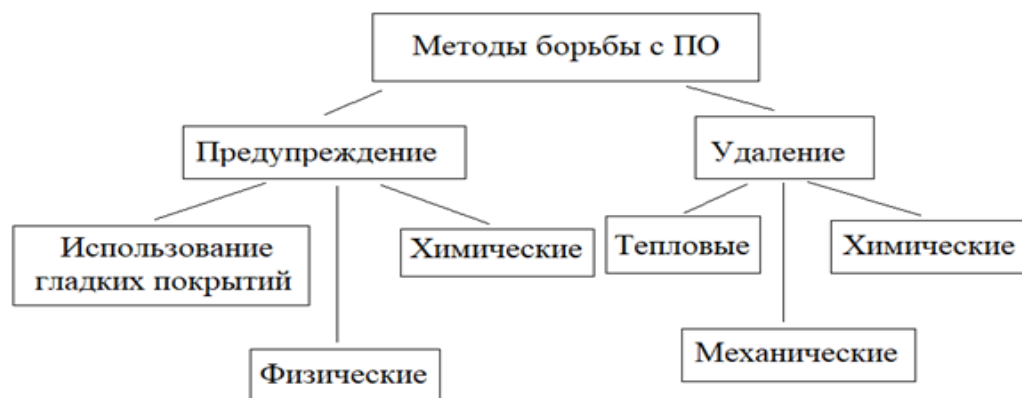 Методы борьбы с ПО
Предупреждение
Удаление
Использование
гладких покрытий
Химические
Тепловые
Химические
Физические
Механические